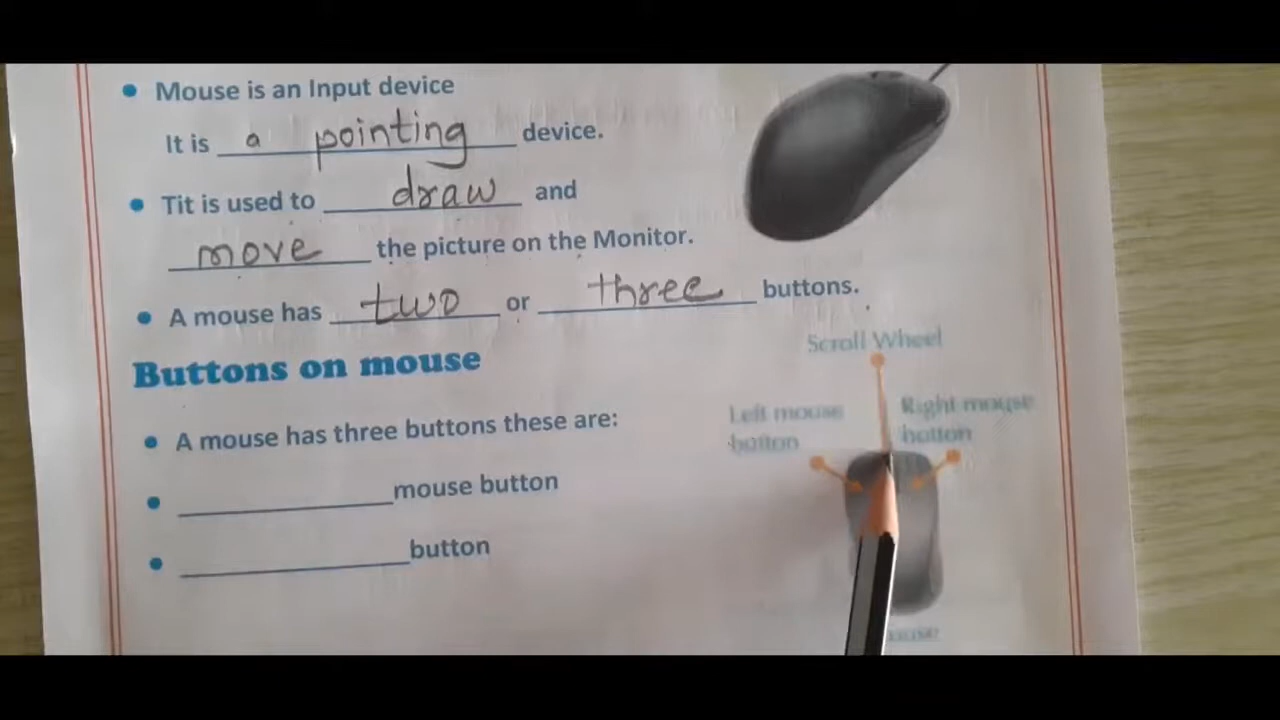 Mouse is an Input device
It is a pointing device.
Tit is used to draw and
move the picture on the Monitor.
A mouse has two or three buttons.
Buttons on mouse
A mouse has three buttons these are:
mouse button
button
Scroll Wheel
Left mouse
button
Right mouse
button